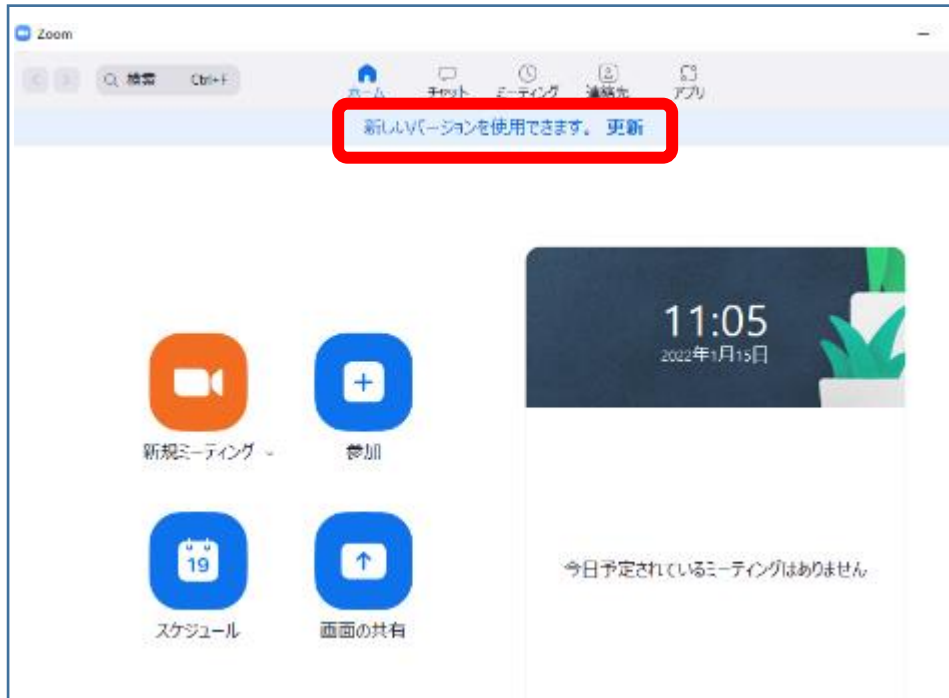 Zoom
検索 Ctrl+F
ホーム チャット ミーティング 連絡先 アプリ
新しいバージョンを使用できます。 更新
11:05
2022年1月15日
新規ミーティング
参加
19
今日予定されているミーティングはありません
スケジュール
画面の共有